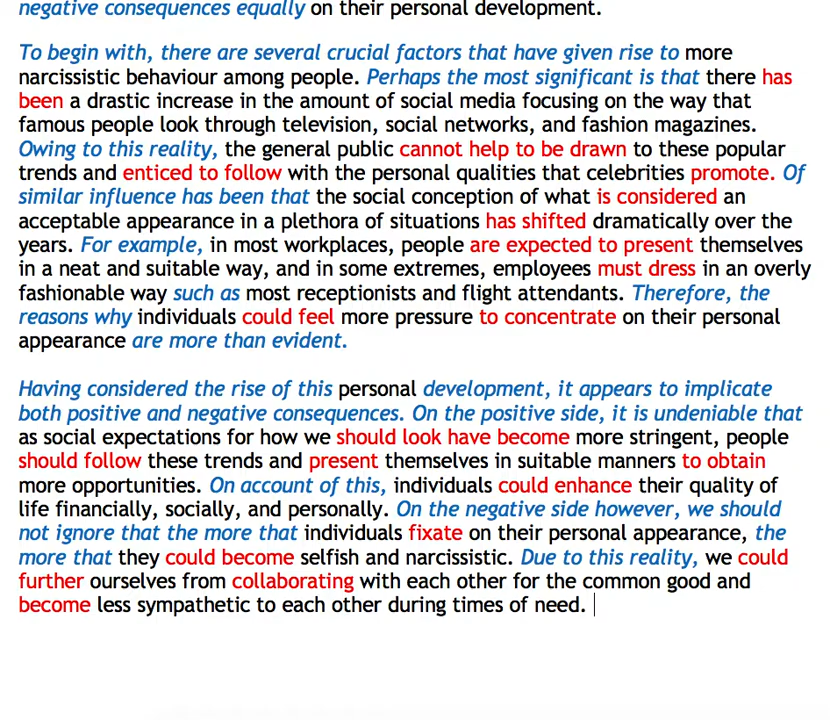 negative consequences equally on their personal development.
To begin with, there are several crucial factors that have given rise to more
narcissistic behaviour among people. Perhaps the most significant is that there has
been a drastic increase in the amount of social media focusing on the way that
famous people look through television, social networks, and fashion magazines.
Owing to this reality, the general public cannot help to be drawn to these popular
trends and enticed to follow with the personal qualities that celebrities promote. Of
similar influence has been that the social conception of what is considered an
acceptable appearance in a plethora of situations has shifted dramatically over the
years. For example, in most workplaces, people are expected to present themselves
in a neat and suitable way, and in some extremes, employees must dress in an overly
fashionable way such as most receptionists and flight attendants. Therefore, the
reasons why individuals could feel more pressure to concentrate on their personal
appearance are more than evident.
Having considered the rise of this personal development, it appears to implicate
both positive and negative consequences. On the positive side, it is undeniable that
as social expectations for how we should look have become more stringent, people
should follow these trends and present themselves in suitable manners to obtain
more opportunities. On account of this, individuals could enhance their quality of
life financially, socially, and personally. On the negative side however, we should
not ignore that the more that individuals fixate on their personal appearance, the
more that they could become selfish and narcissistic. Due to this reality, we could
further ourselves from collaborating with each other for the common good and
become less sympathetic to each other during times of need.